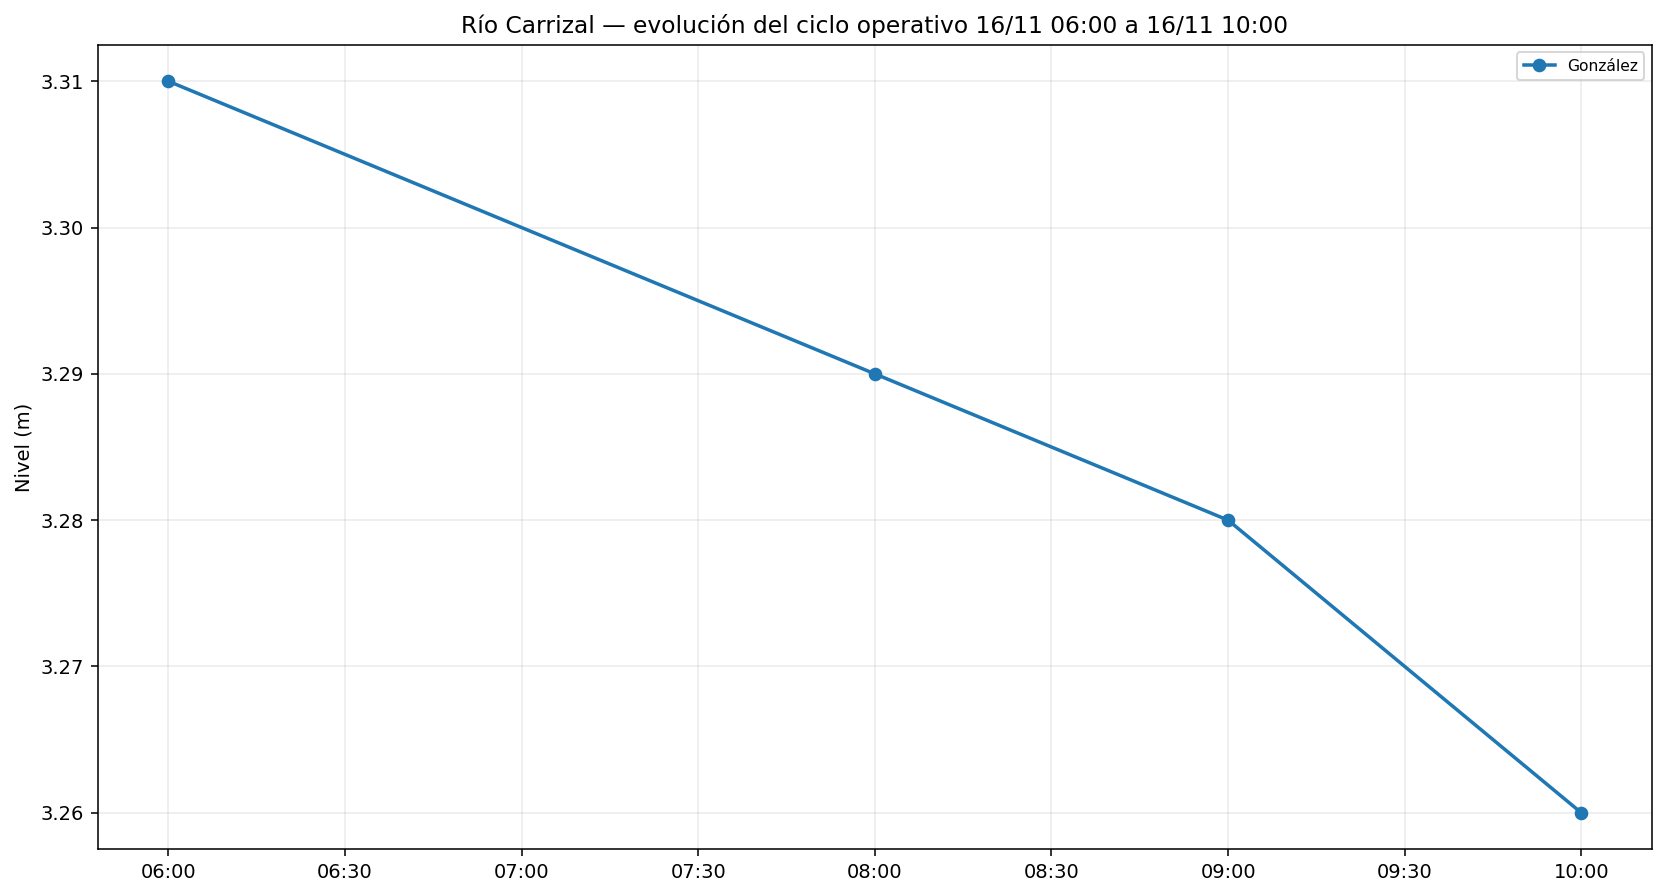 Río Carrizal — evolución del ciclo operativo 16/11 06:00 a 16/11 10:00
González
Nivel (m)
3.31
3.30
3.29
3.28
3.27
3.26
06:00 06:30 07:00 07:30 08:00 08:30 09:00 09:30 10:00